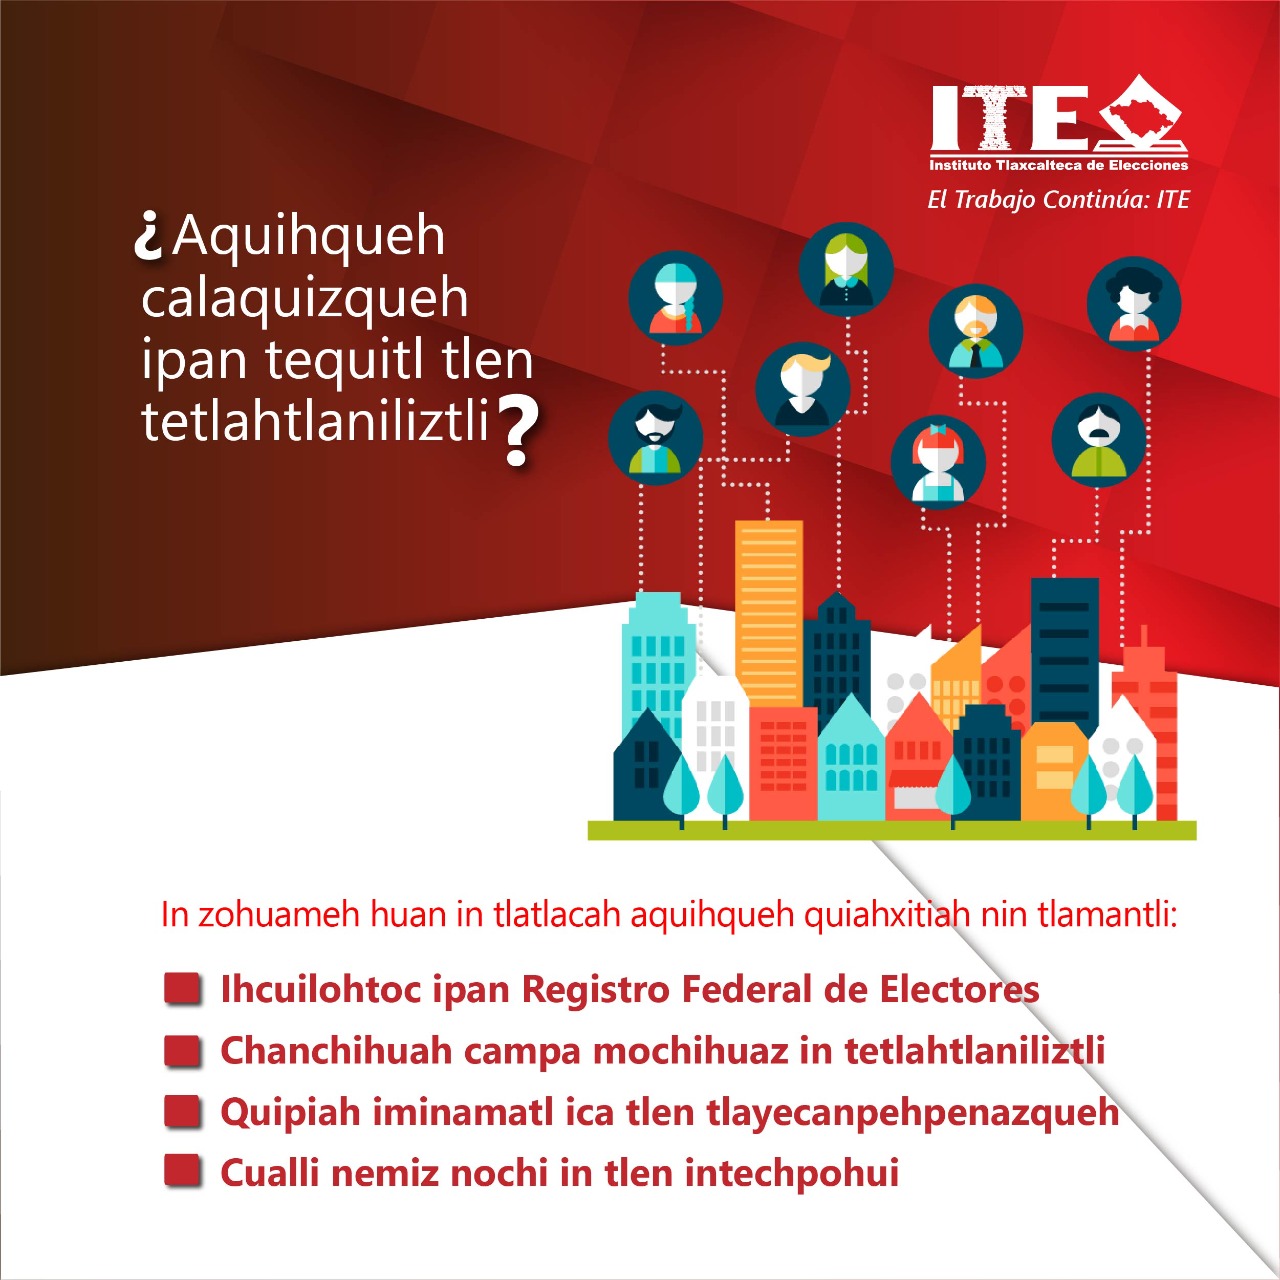 ITE
Instituto Tlaxcalteca de Elecciones
El Trabajo Continúa: ITE
¿Aquihqueh
calaquizqueh
ipan tequitl tlen
tetlahtlaniliztli?
In zohuameh huan in tlatlacah aquihqueh quiahxitiah nin tlamantli:
Ihcuilohtoc ipan Registro Federal de Electores
Chanchihuah campa mochihuaz in tetlahtlaniliztli
Quipiah iminamatl ica tlen tlayecanpehpenazqueh
Cualli nemiz nochi in tlen intechpohui